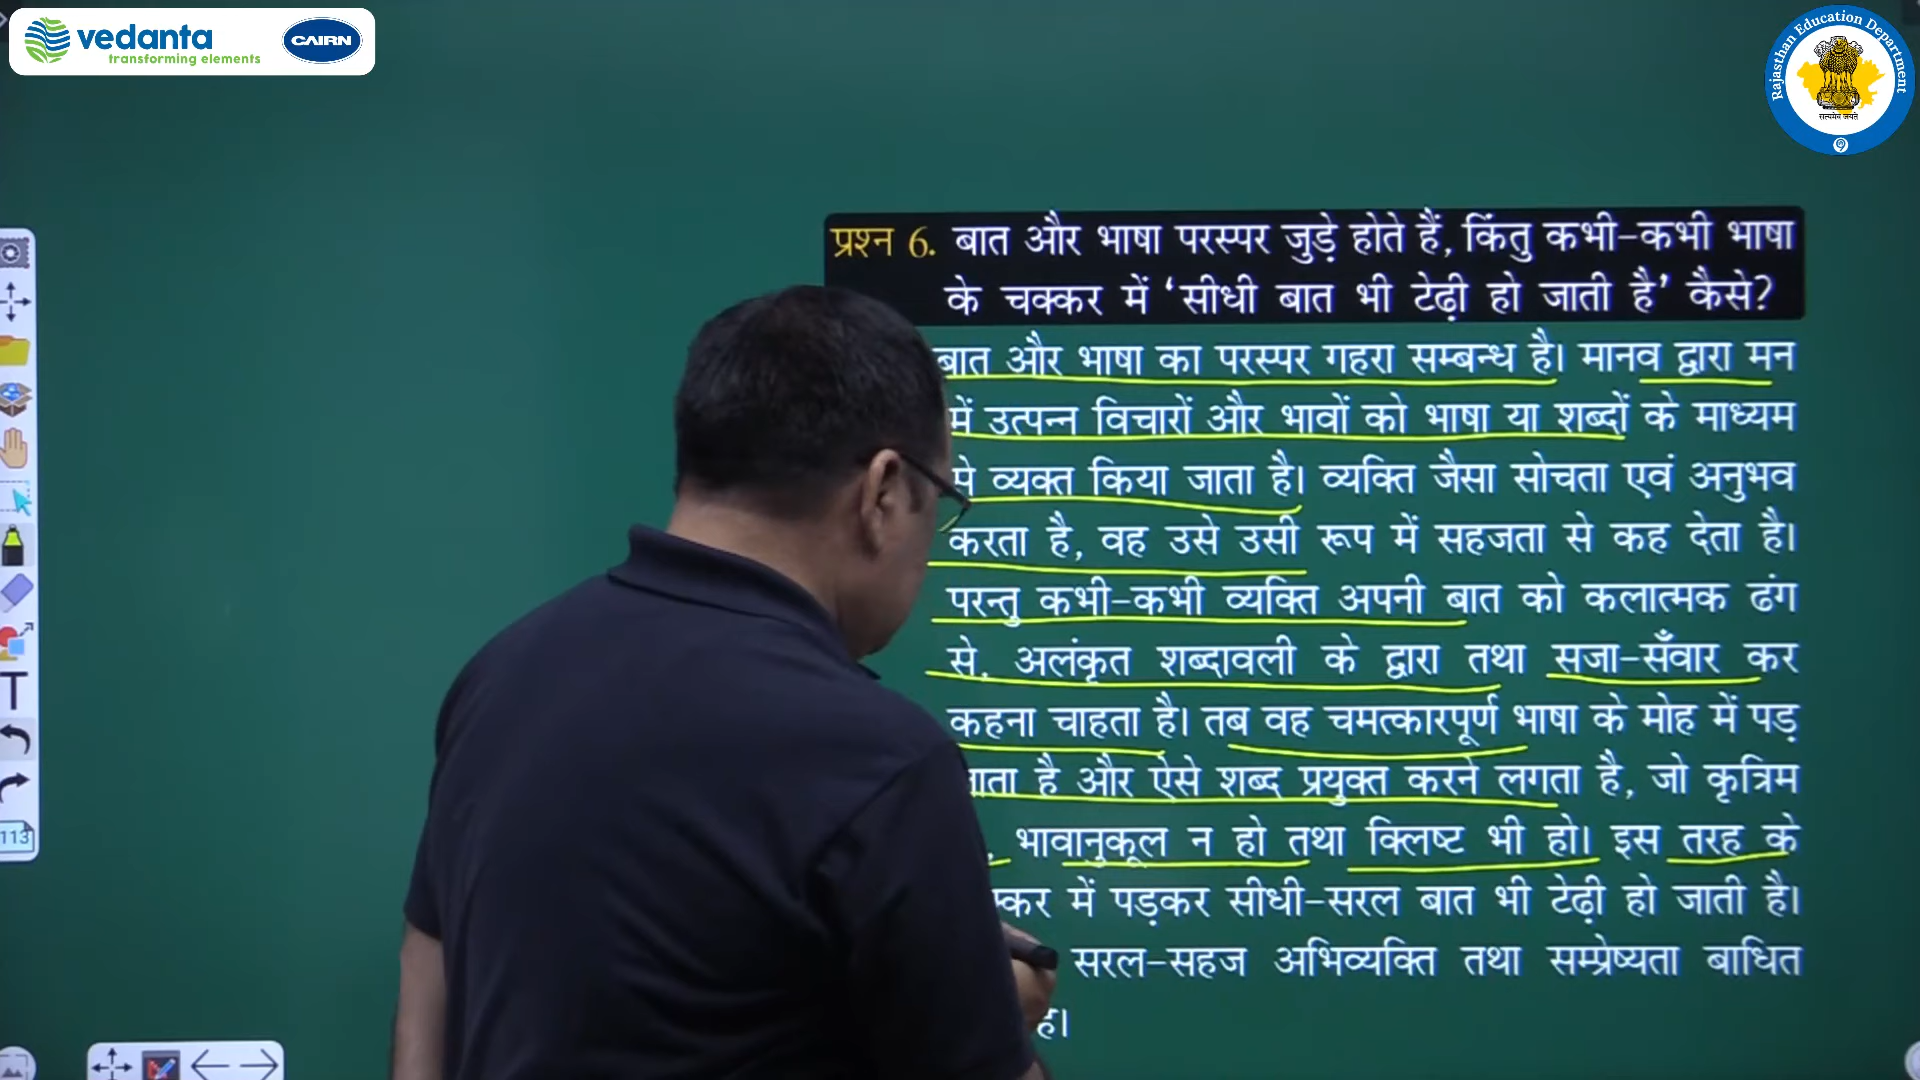 vedanta
transforming elements
CAIRN
Rajasthan Education Department
सत्यमेव जयते
प्रश्न 6. बात और भाषा परस्पर जुड़े होते हैं, किंतु कभी-कभी भाषा
के चक्कर में ‘सीधी बात भी टेढ़ी हो जाती है’ कैसे?
बात और भाषा का परस्पर गहरा सम्बन्ध है। मानव द्वारा मन
में उत्पन्न विचारों और भावों को भाषा या शब्दों के माध्यम
व्यक्त किया जाता है। व्यक्ति जैसा सोचता एवं अनुभव
करता है, वह उसे उसी रूप में सहजता से कह देता है।
परन्तु कभी-कभी व्यक्ति अपनी बात को कलात्मक ढंग
से. अलंकृत शब्दावली के द्वारा तथा सजा-सँवार कर
कहना चाहता है। तब वह चमत्कारपूर्ण भाषा के मोह में पड़
है और ऐसे शब्द प्रयुक्त करने लगता है, जो कृत्रिम
भावानुकूल न हो तथा क्लिष्ट भी हो। इस तरह के
में पड़कर सीधी-सरल बात भी टेढ़ी हो जाती है।
सरल-सहज अभिव्यक्ति तथा सम्प्रेष्यता बाधित
है।
T
113